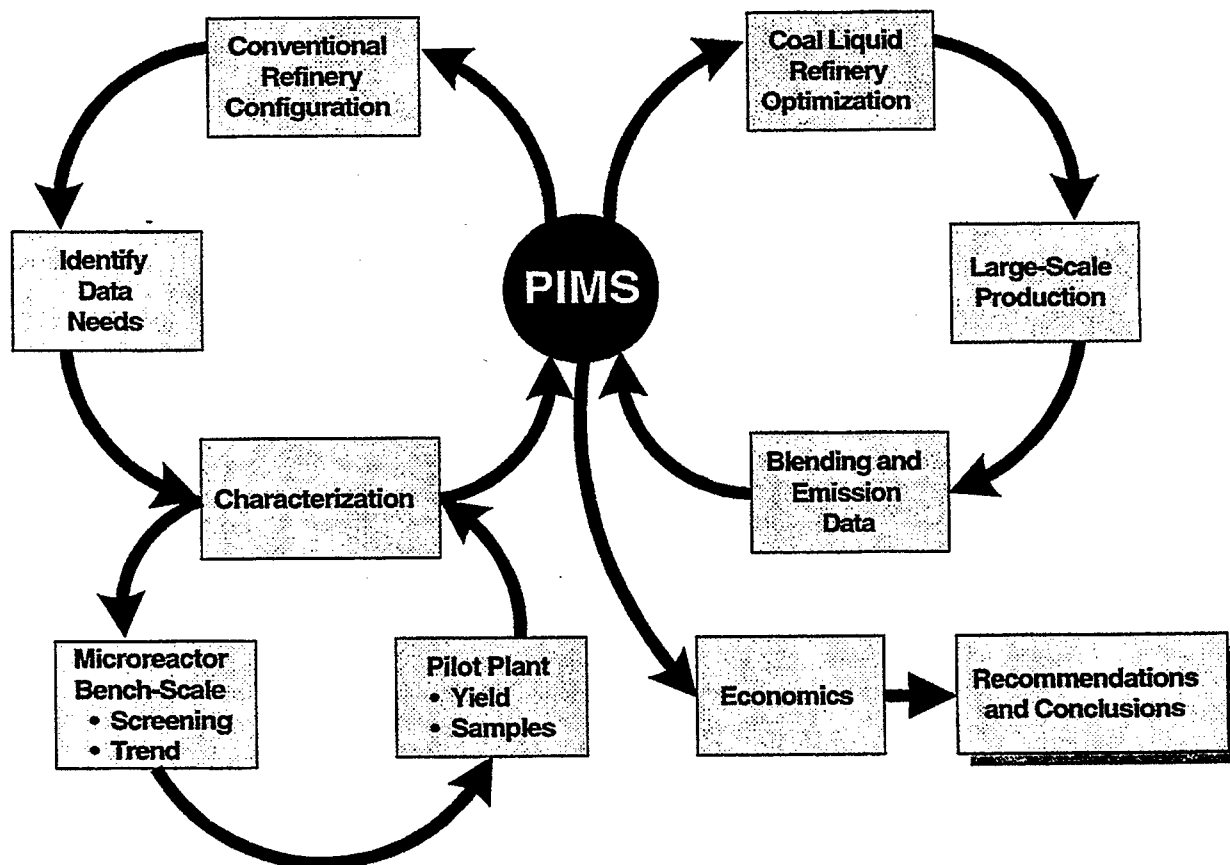 Conventional
Refinery
Configuration
Coal Liquid
Refinery
Optimization
Identify
Data
Needs
PIMS
Large-Scale
Production
Characterization
Blending and
Emission
Data
Microreactor
Bench-Scale
• Screening
• Trend
Pilot Plant
• Yield
• Samples
Economics
Recommendations
and Conclusions